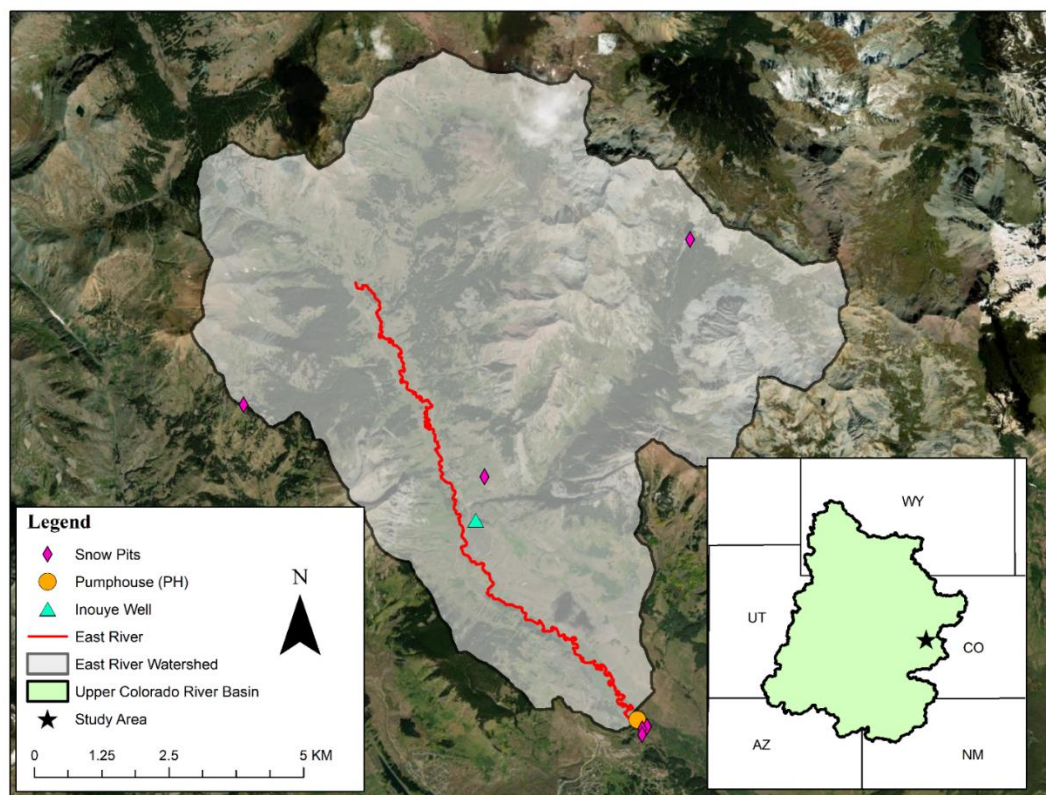 Legend
Snow Pits
Pumphouse (PH)
Inouye Well
East River
East River Watershed
Upper Colorado River Basin
Study Area
0 1.25 2.5 5 KM
N
WY
UT
CO
AZ
NM